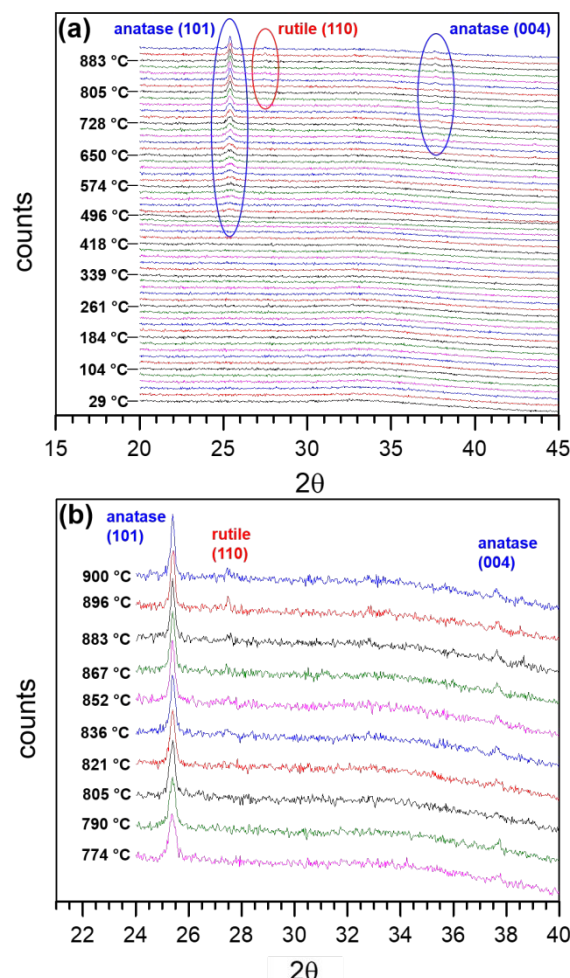 (a)
anatase (101)
rutile (110)
anatase (004)
883 °C
805 °C
728 °C
650 °C
574 °C
496 °C
418 °C
339 °C
261 °C
184 °C
104 °C
29 °C
counts
15 20 25 30 35 40 45
2θ
(b)
anatase
(101)
rutile
(110)
anatase
(004)
900 °C
896 °C
883 °C
867 °C
852 °C
836 °C
821 °C
805 °C
790 °C
774 °C
counts
22 24 26 28 30 32 34 36 38 40
2θ